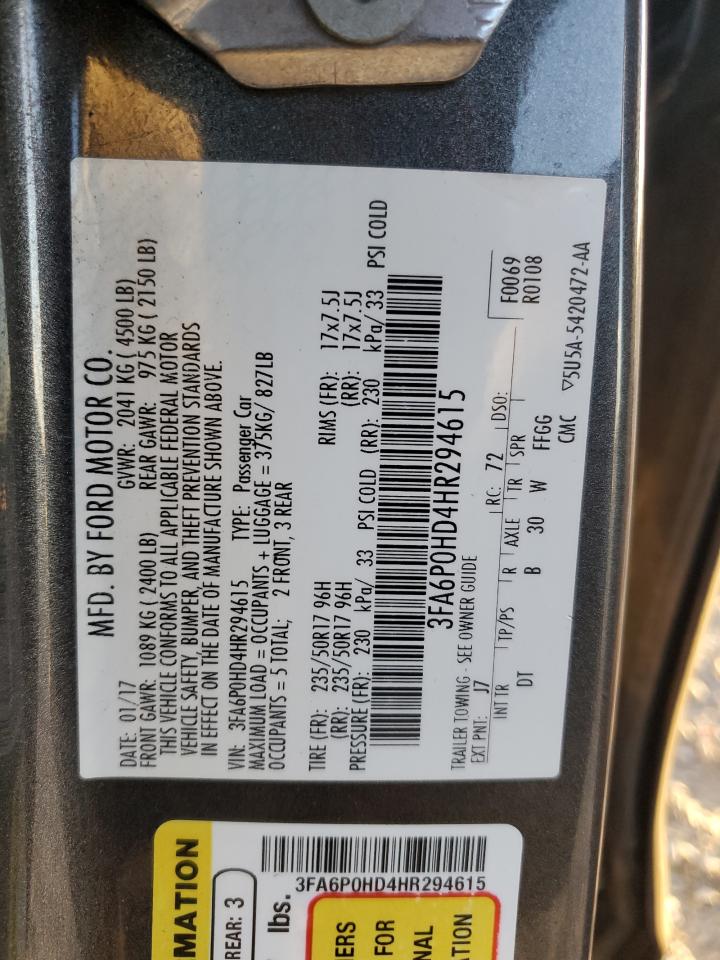 MFD. BY FORD MOTOR CO.
DATE: 01/17 GVWR: 2041 KG ( 4500 LB)
FRONT GAWR: 1089 KG ( 2400 LB) REAR GAWR: 975 KG ( 2150 LB)
THIS VEHICLE CONFORMS TO ALL APPLICABLE FEDERAL MOTOR
VEHICLE SAFETY, BUMPER, AND THEFT PREVENTION STANDARDS
IN EFFECT ON THE DATE OF MANUFACTURE SHOWN ABOVE.
VIN: 3FA6P0HD4HR294615 TYPE: Passenger Car
MAXIMUM LOAD = OCCUPANTS + LUGGAGE = 375KG/ 827LB
OCCUPANTS = 5 TOTAL; 2 FRONT, 3 REAR
TIRE (FR): 235/50R17 96H RIMS (FR): 17x7.5J
(RR): 235/50R17 96H (RR): 17x7.5J
PRESSURE (FR): 230 kPa/ 33 PSI COLD (RR): 230 kPa/ 33 PSI COLD
3FA6P0HD4HR294615
TRAILER TOWING - SEE OWNER GUIDE
EXT PNT: J7 RC: 72 DSO: F0069
R0108
INT TR TP/PS R AXLE TR SPR
DT B 30 W FFGG
CMC ▽5U5A-5420472-AA
MATION
REAR: 3
lbs.
3FA6P0HD4HR294615
ERS
FOR
NAL
TION